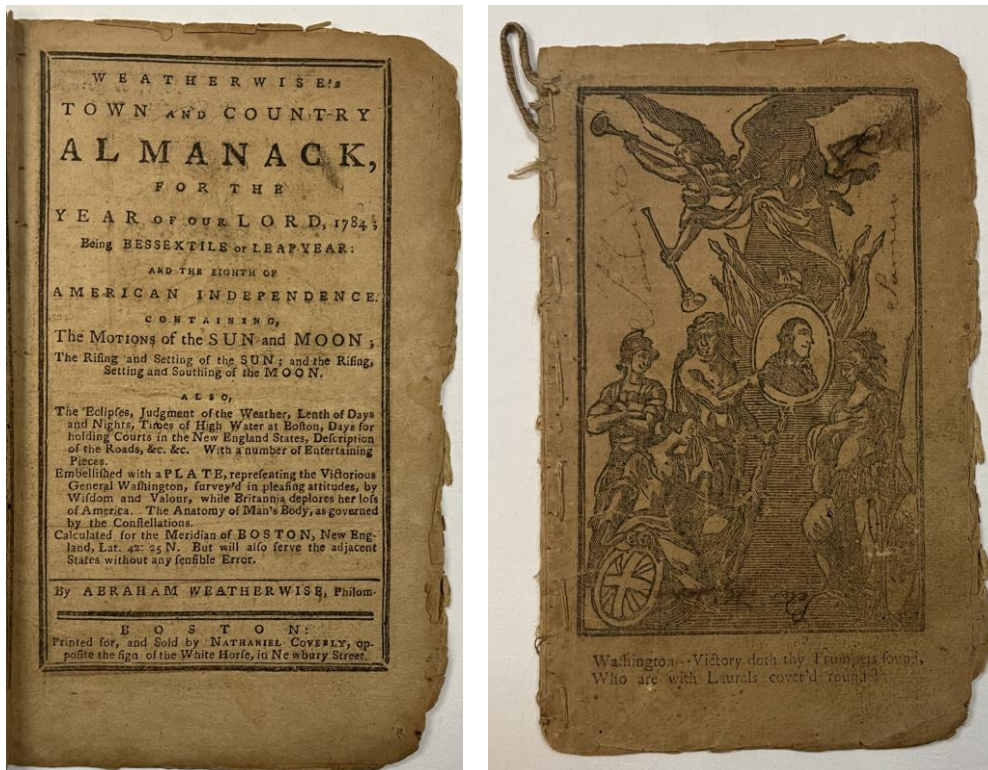 WEATHERWISE's
TOWN AND COUNTRY
ALMANACK,
FOR THE
YEAR OF OUR LORD, 1784;
Being BESSEXTILE or LEAP-YEAR:
AND THE EIGHTH OF
AMERICAN INDEPENDENCE.
CONTAINING,
The MOTIONS of the SUN and MOON;
The Riſing and Setting of the SUN; and the Riſing,
Setting and Southing of the MOON.
ALSO,
The Eclipſes, Judgment of the Weather, Lenth of Days
and Nights, Times of High Water at Boſton, Days for
holding Courts in the New England States, Deſcription
of the Roads, &c. &c. With a number of Entertaining
Pieces.
Embelliſhed with a PLATE, repreſenting the Victorious
General Waſhington, ſurvey'd in pleaſing attitudes, by
Wiſdom and Valour, while Britannia deplores her loſs
of America. The Anatomy of Man's Body, as governed
by the Conſtellations.
Calculated for the Meridian of BOSTON, New Eng-
land, Lat. 42: 25 N. But will alſo ſerve the adjacent
States without any ſenſible Error.
By ABRAHAM WEATHERWISE, Philom.
BOSTON:
Printed for, and Sold by NATHANIEL COVERLY, op-
poſite the ſign of the White Horſe, in Newbury Street.
Waſhington--Victory doth thy Trumpets ſound,
Who are with Laurels cover'd round!